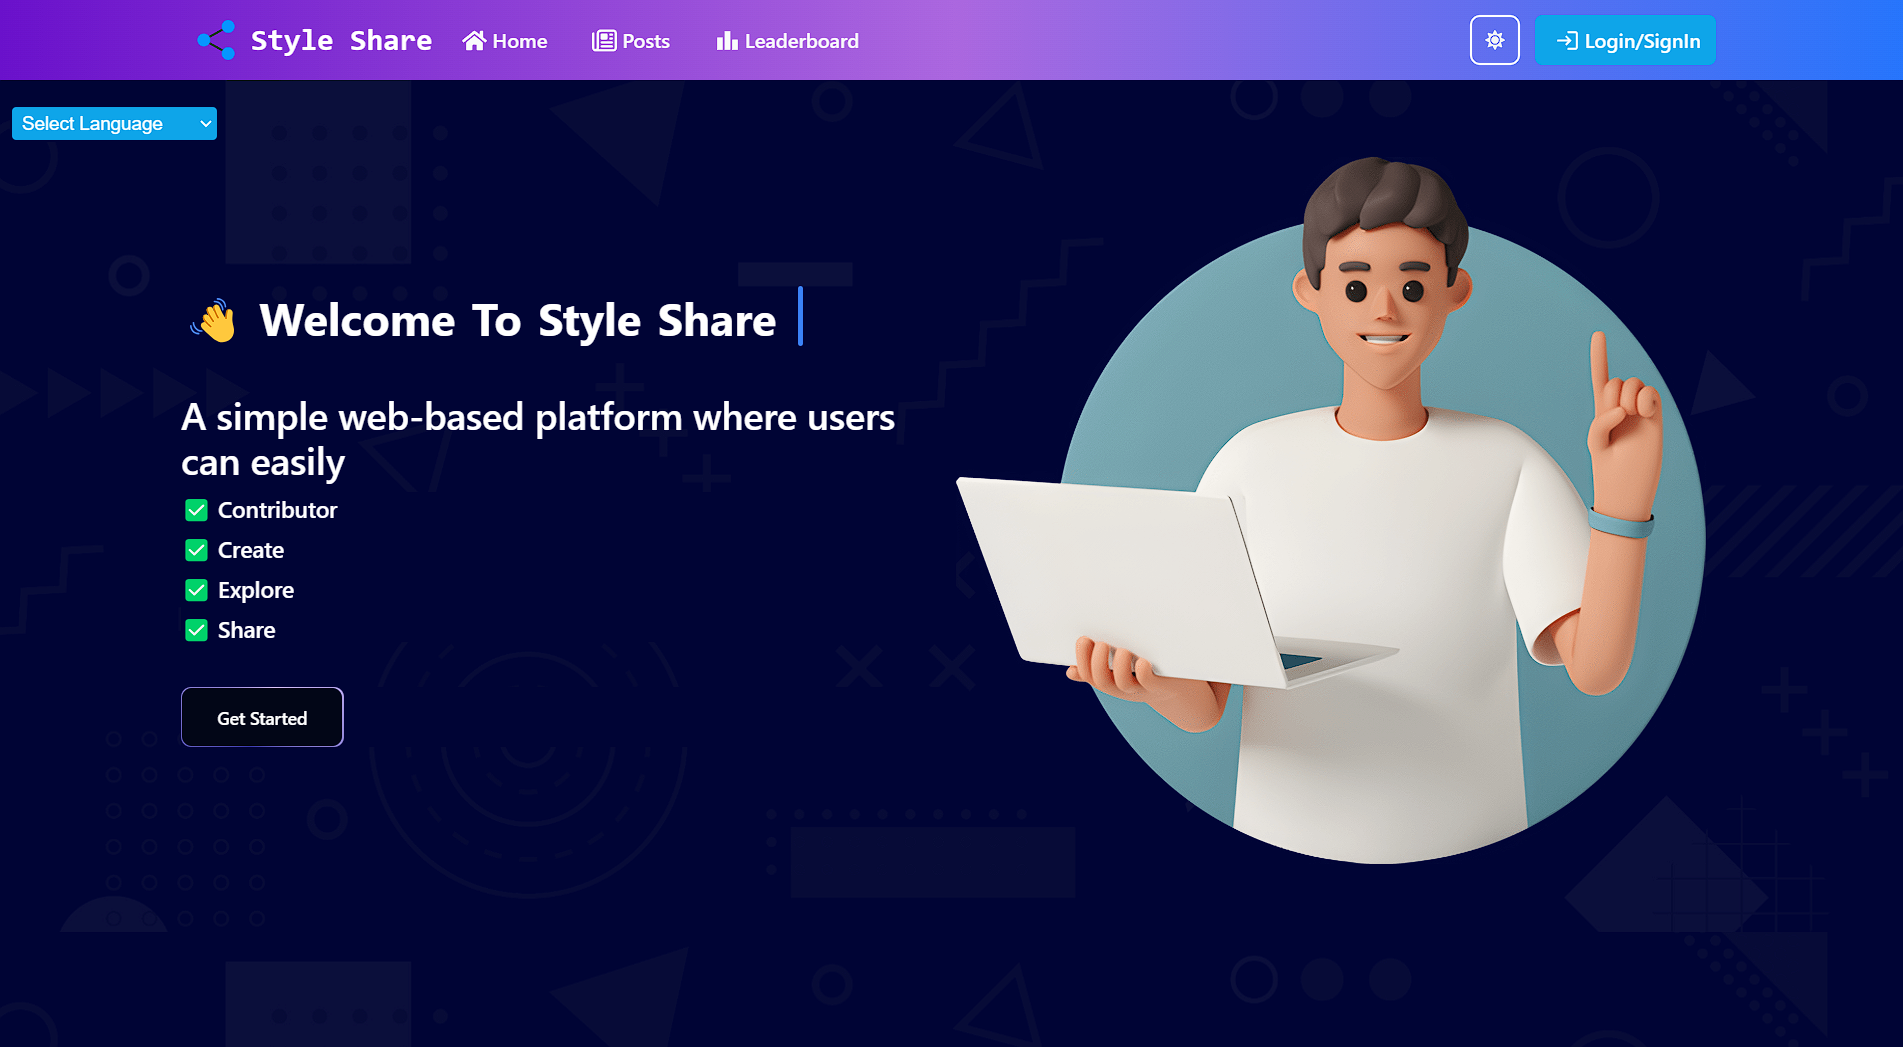 Style Share
Home
Posts
Leaderboard
Login/SignIn
Select Language
Welcome To Style Share
A simple web-based platform where users
can easily
Contributor
Create
Explore
Share
Get Started